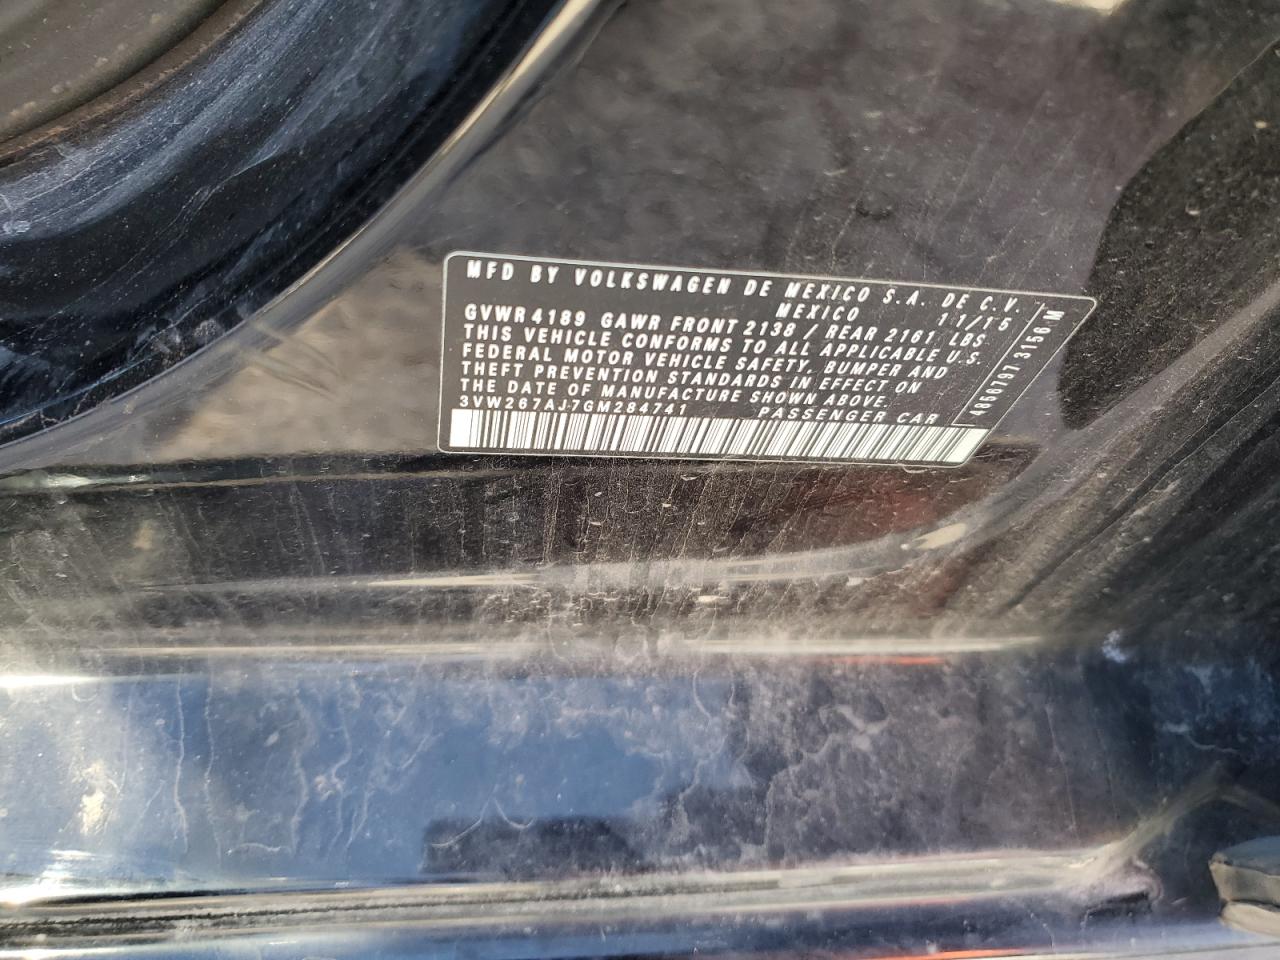 MFD BY VOLKSWAGEN DE MEXICO S.A. DE C.V.
MEXICO 11/15
GVWR 4189 GAWR FRONT 2138 / REAR 2161 LBS
THIS VEHICLE CONFORMS TO ALL APPLICABLE U.S.
FEDERAL MOTOR VEHICLE SAFETY, BUMPER AND
THEFT PREVENTION STANDARDS IN EFFECT ON
THE DATE OF MANUFACTURE SHOWN ABOVE.
3VW267AJ7GM284741 PASSENGER CAR
4856797 3156 M